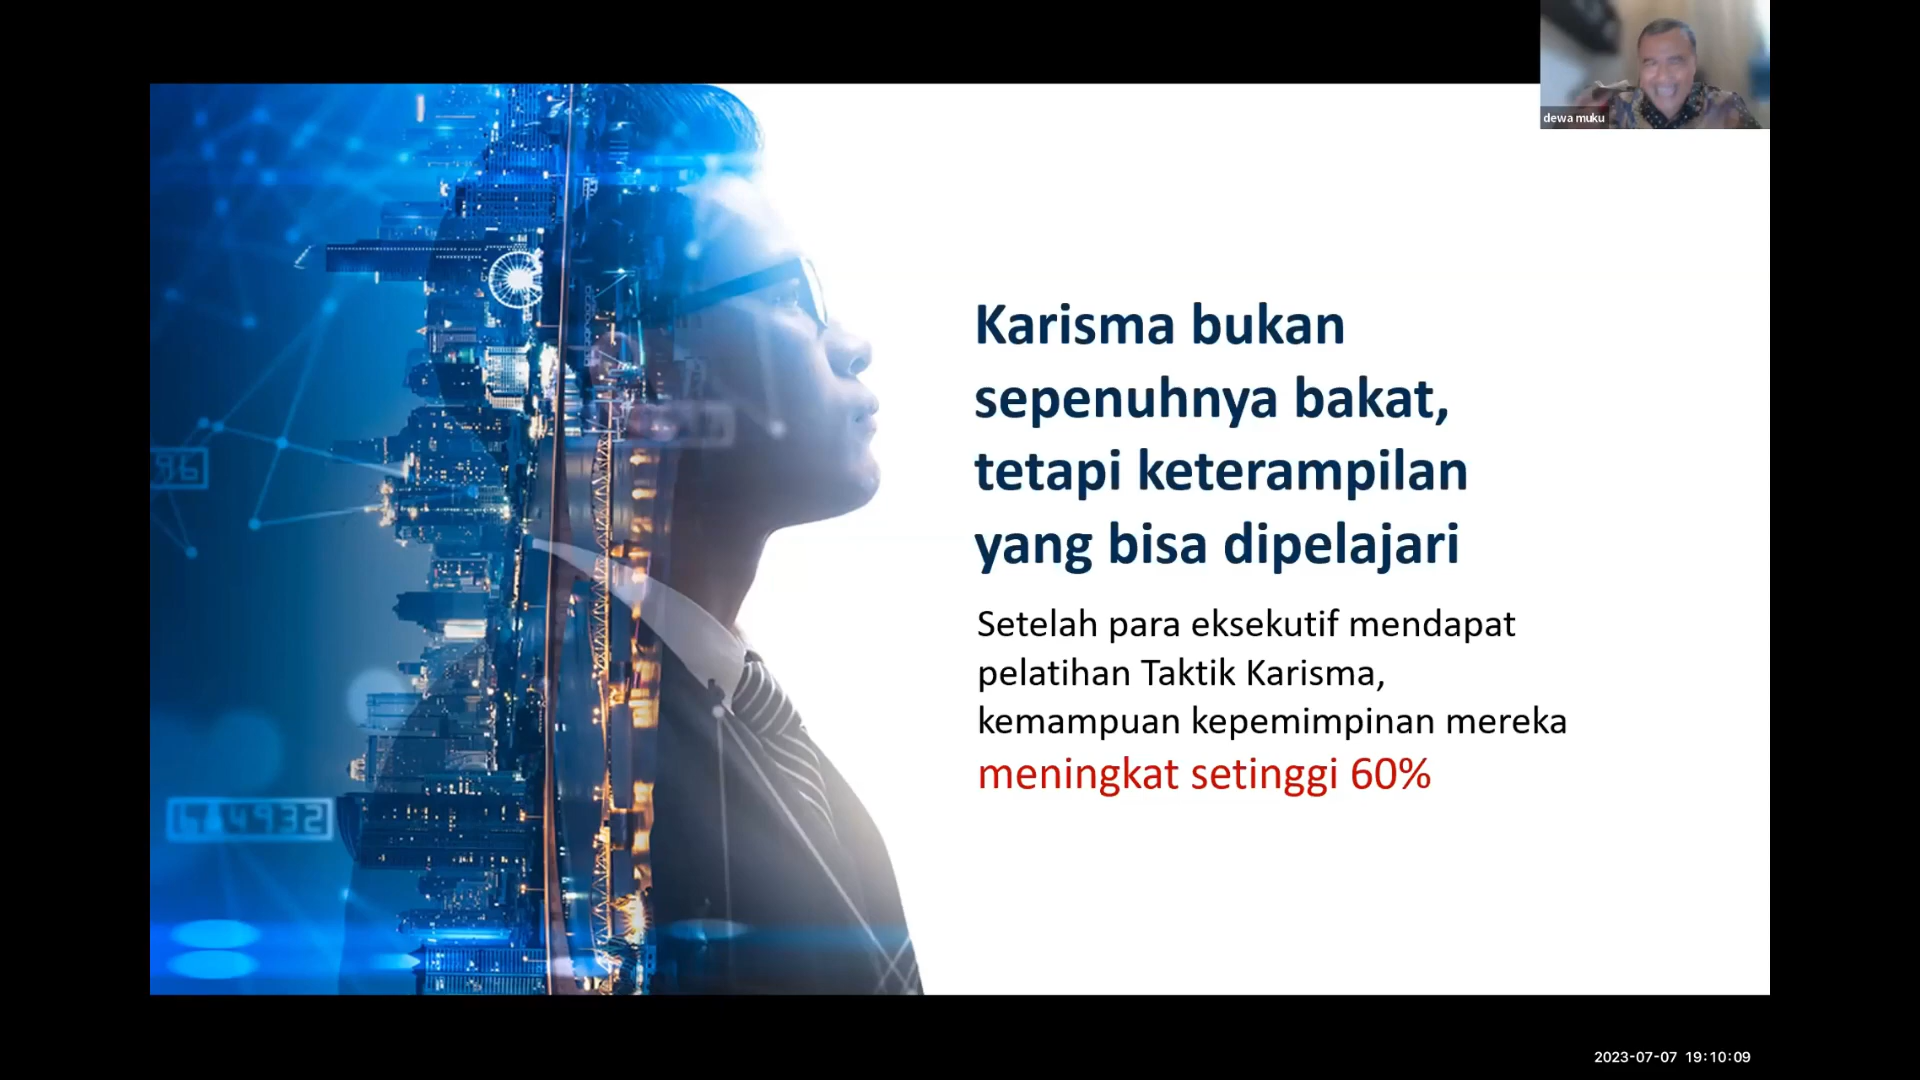 dewa muku
Karisma bukan
sepenuhnya bakat,
tetapi keterampilan
yang bisa dipelajari
Setelah para eksekutif mendapat
pelatihan Taktik Karisma,
kemampuan kepemimpinan mereka
meningkat setinggi 60%
2023-07-07 19:10:09